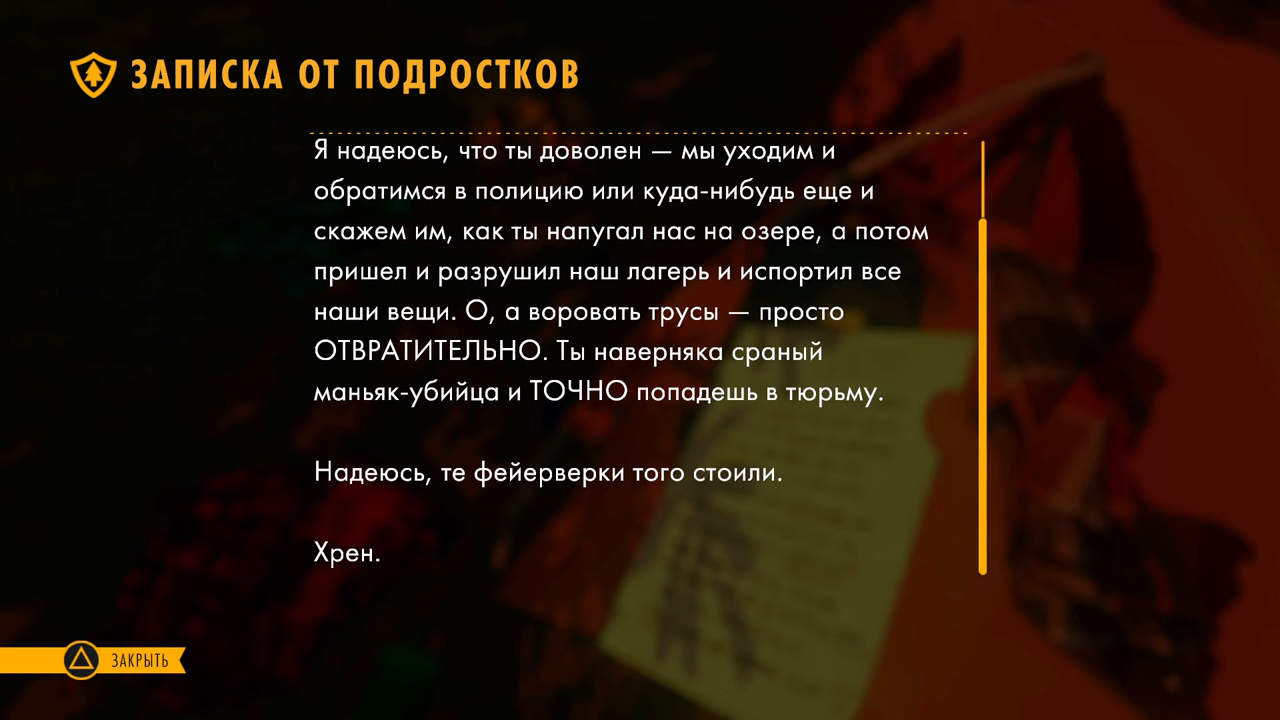 ЗАПИСКА ОТ ПОДРОСТКОВ
Я надеюсь, что ты доволен — мы уходим и
обратимся в полицию или куда-нибудь еще и
скажем им, как ты напугал нас на озере, а потом
пришел и разрушил наш лагерь и испортил все
наши вещи. О, а воровать трусы — просто
ОТВРАТИТЕЛЬНО. Ты наверняка сраный
маньяк-убийца и ТОЧНО попадешь в тюрьму.
Надеюсь, те фейерверки того стоили.
Хрен.
ЗАКРЫТЬ